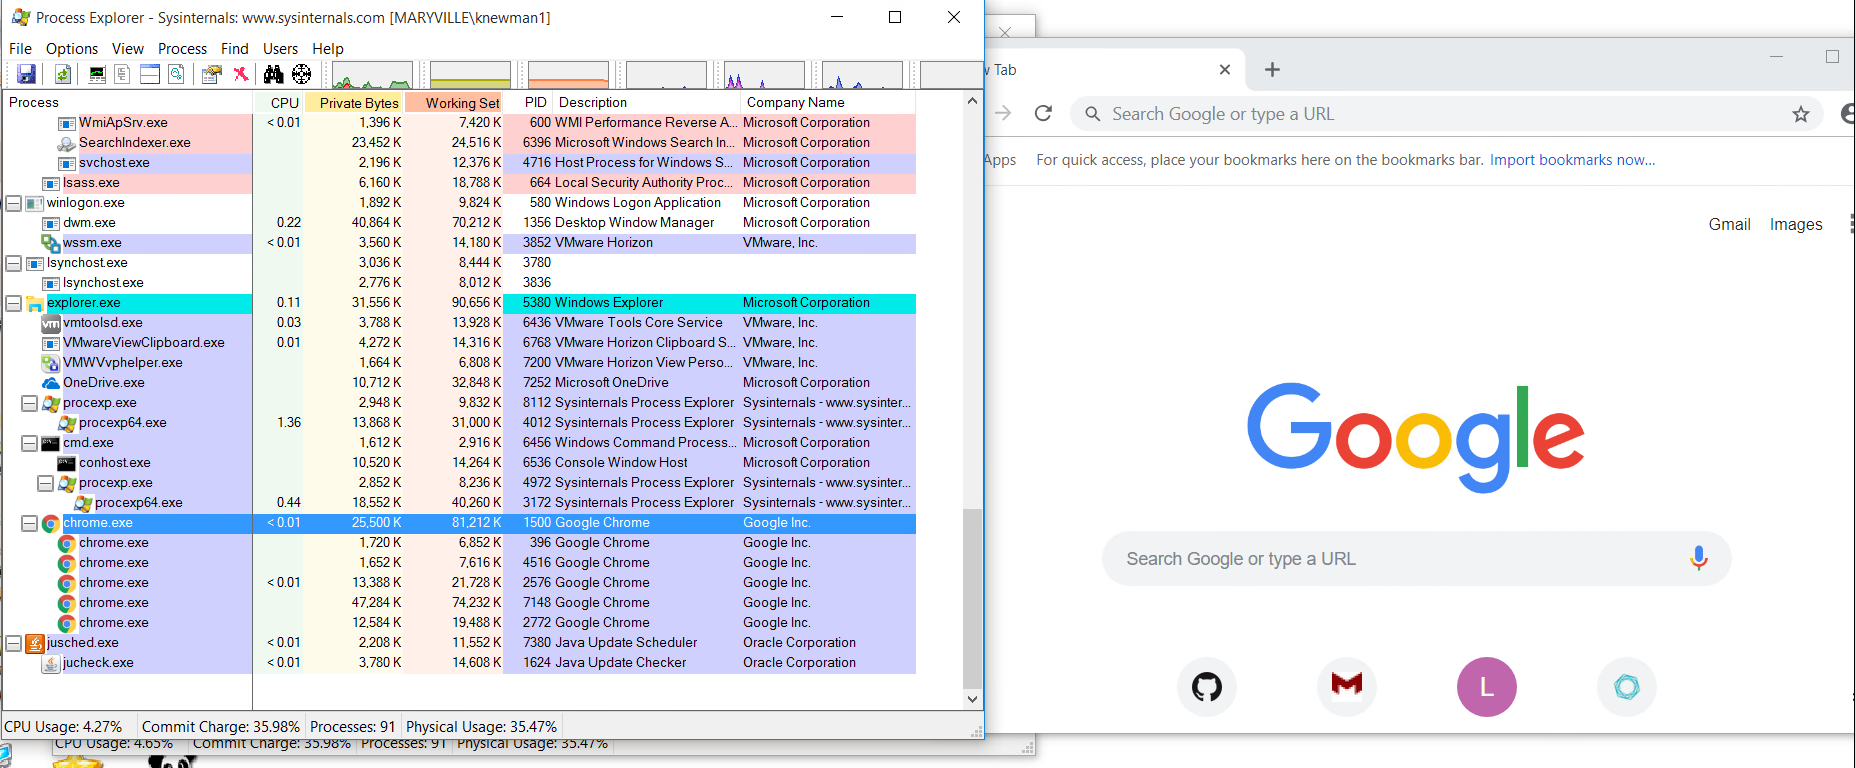 Process Explorer - Sysinternals: www.sysinternals.com [MARYVILLE\knewman1]
File Options View Process Find Users Help
Process CPU Private Bytes Working Set PID Description Company Name
WmiApSrv.exe < 0.01 1,396 K 7,420 K 600 WMI Performance Reverse A... Microsoft Corporation
SearchIndexer.exe 23,452 K 24,516 K 6396 Microsoft Windows Search In... Microsoft Corporation
svchost.exe 2,196 K 12,376 K 4716 Host Process for Windows S... Microsoft Corporation
lsass.exe 6,160 K 18,788 K 664 Local Security Authority Proc... Microsoft Corporation
winlogon.exe 1,892 K 9,824 K 580 Windows Logon Application Microsoft Corporation
dwm.exe 0.22 40,864 K 70,212 K 1356 Desktop Window Manager Microsoft Corporation
wssm.exe < 0.01 3,560 K 14,180 K 3852 VMware Horizon VMware, Inc.
lsynchost.exe 3,036 K 8,444 K 3780
lsynchost.exe 2,776 K 8,012 K 3836
explorer.exe 0.11 31,556 K 90,656 K 5380 Windows Explorer Microsoft Corporation
vmtoolsd.exe 0.03 3,788 K 13,928 K 6436 VMware Tools Core Service VMware, Inc.
VMwareViewClipboard.exe 0.01 4,272 K 14,316 K 6768 VMware Horizon Clipboard S... VMware, Inc.
VMWVvphelper.exe 1,664 K 6,808 K 7200 VMware Horizon View Perso... VMware, Inc.
OneDrive.exe 10,712 K 32,848 K 7252 Microsoft OneDrive Microsoft Corporation
procexp.exe 2,948 K 9,832 K 8112 Sysinternals Process Explorer Sysinternals - www.sysinter...
procexp64.exe 1.36 13,868 K 31,000 K 4012 Sysinternals Process Explorer Sysinternals - www.sysinter...
cmd.exe 1,612 K 2,916 K 6456 Windows Command Process... Microsoft Corporation
conhost.exe 10,520 K 14,264 K 6536 Console Window Host Microsoft Corporation
procexp.exe 2,852 K 8,236 K 4972 Sysinternals Process Explorer Sysinternals - www.sysinter...
procexp64.exe 0.44 18,552 K 40,260 K 3172 Sysinternals Process Explorer Sysinternals - www.sysinter...
chrome.exe < 0.01 25,500 K 81,212 K 1500 Google Chrome Google Inc.
chrome.exe 1,720 K 6,852 K 396 Google Chrome Google Inc.
chrome.exe 1,652 K 7,616 K 4516 Google Chrome Google Inc.
chrome.exe < 0.01 13,388 K 21,728 K 2576 Google Chrome Google Inc.
chrome.exe 47,284 K 74,232 K 7148 Google Chrome Google Inc.
chrome.exe 12,584 K 19,488 K 2772 Google Chrome Google Inc.
jusched.exe < 0.01 2,208 K 11,552 K 7380 Java Update Scheduler Oracle Corporation
jucheck.exe < 0.01 3,780 K 14,608 K 1624 Java Update Checker Oracle Corporation
CPU Usage: 4.27% Commit Charge: 35.98% Processes: 91 Physical Usage: 35.47%
CPU Usage: 4.65% Commit Charge: 35.98% Processes: 91 Physical Usage: 35.47%
Tab
Search Google or type a URL
Apps For quick access, place your bookmarks here on the bookmarks bar. Import bookmarks now...
Gmail Images
Google
Search Google or type a URL
L